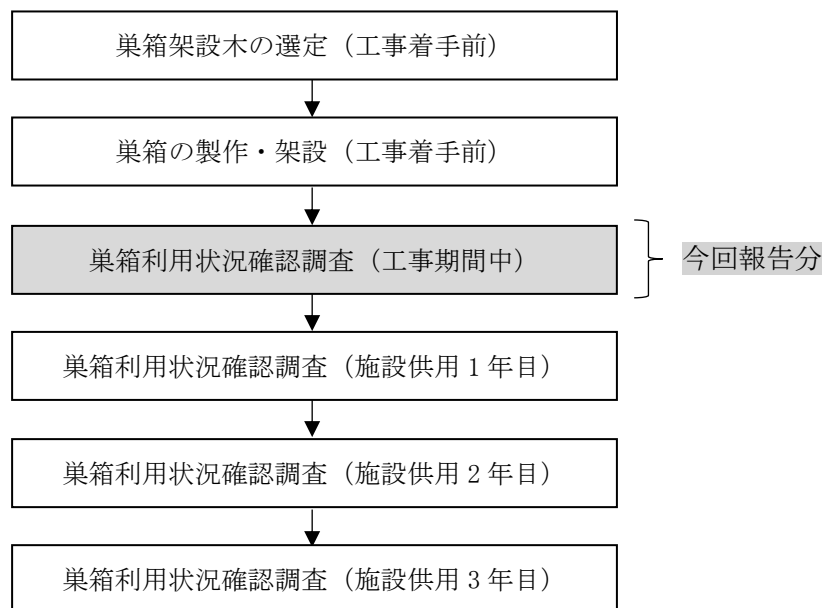 巣箱架設木の選定（工事着手前）
巣箱の製作・架設（工事着手前）
巣箱利用状況確認調査（工事期間中）
今回報告分
巣箱利用状況確認調査（施設供用 1 年目）
巣箱利用状況確認調査（施設供用 2 年目）
巣箱利用状況確認調査（施設供用 3 年目）